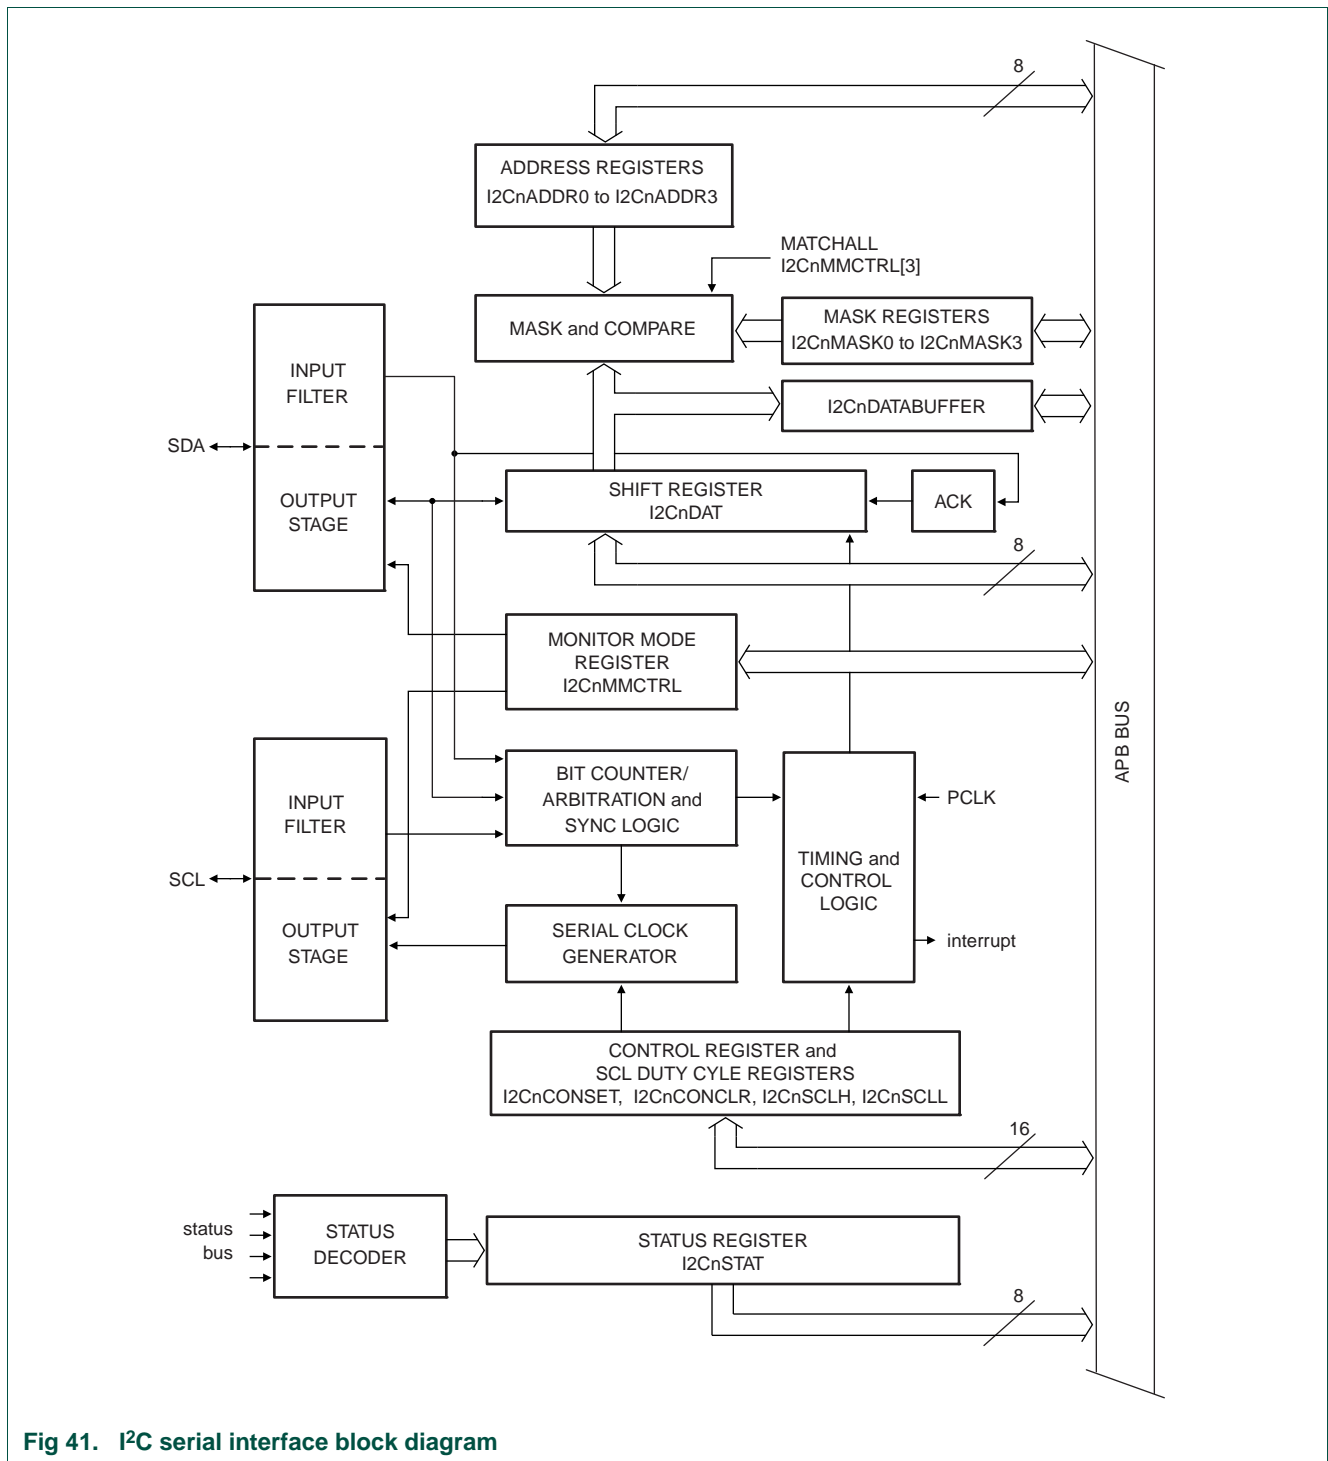 8
ADDRESS REGISTERS
I2CnADDR0 to I2CnADDR3
MATCHALL
I2CnMMCTRL[3]
MASK and COMPARE
MASK REGISTERS
I2CnMASK0 to I2CnMASK3
I2CnDATABUFFER
INPUT
FILTER
SDA
OUTPUT
STAGE
SHIFT REGISTER
I2CnDAT
ACK
8
MONITOR MODE
REGISTER
I2CnMMCTRL
APB BUS
INPUT
FILTER
SCL
OUTPUT
STAGE
BIT COUNTER/
ARBITRATION and
SYNC LOGIC
PCLK
TIMING and
CONTROL
LOGIC
interrupt
SERIAL CLOCK
GENERATOR
CONTROL REGISTER and
SCL DUTY CYLE REGISTERS
I2CnCONSET, I2CnCONCLR, I2CnSCLH, I2CnSCLL
16
status
bus
STATUS
DECODER
STATUS REGISTER
I2CnSTAT
8
Fig 41. I²C serial interface block diagram